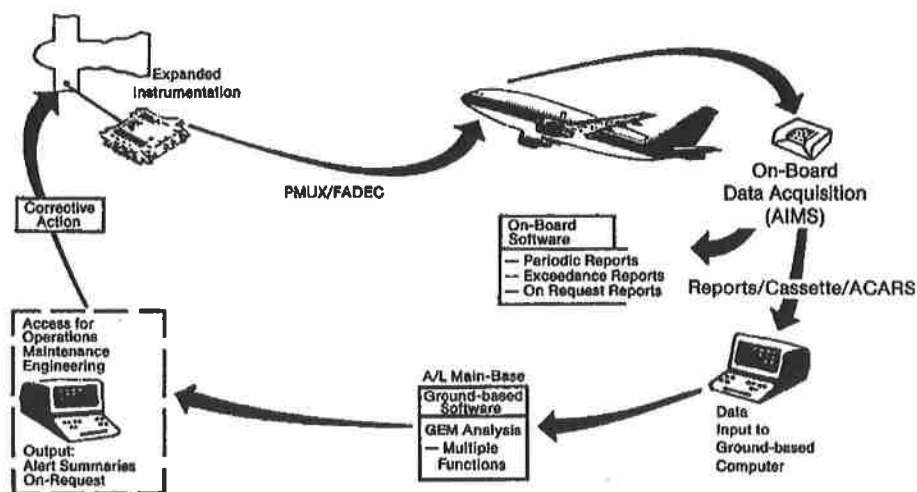 Expanded
Instrumentation
PMUX/FADEC
On-Board
Data Acquisition
(AIMS)
On-Board
Software
— Periodic Reports
— Exceedance Reports
— On Request Reports
Reports/Cassette/ACARS
Data
Input to
Ground-based
Computer
A/L Main-Base
Ground-based
Software
GEM Analysis
— Multiple
Functions
Access for
Operations
Maintenance
Engineering
Output:
Alert Summaries
On-Request
Corrective
Action